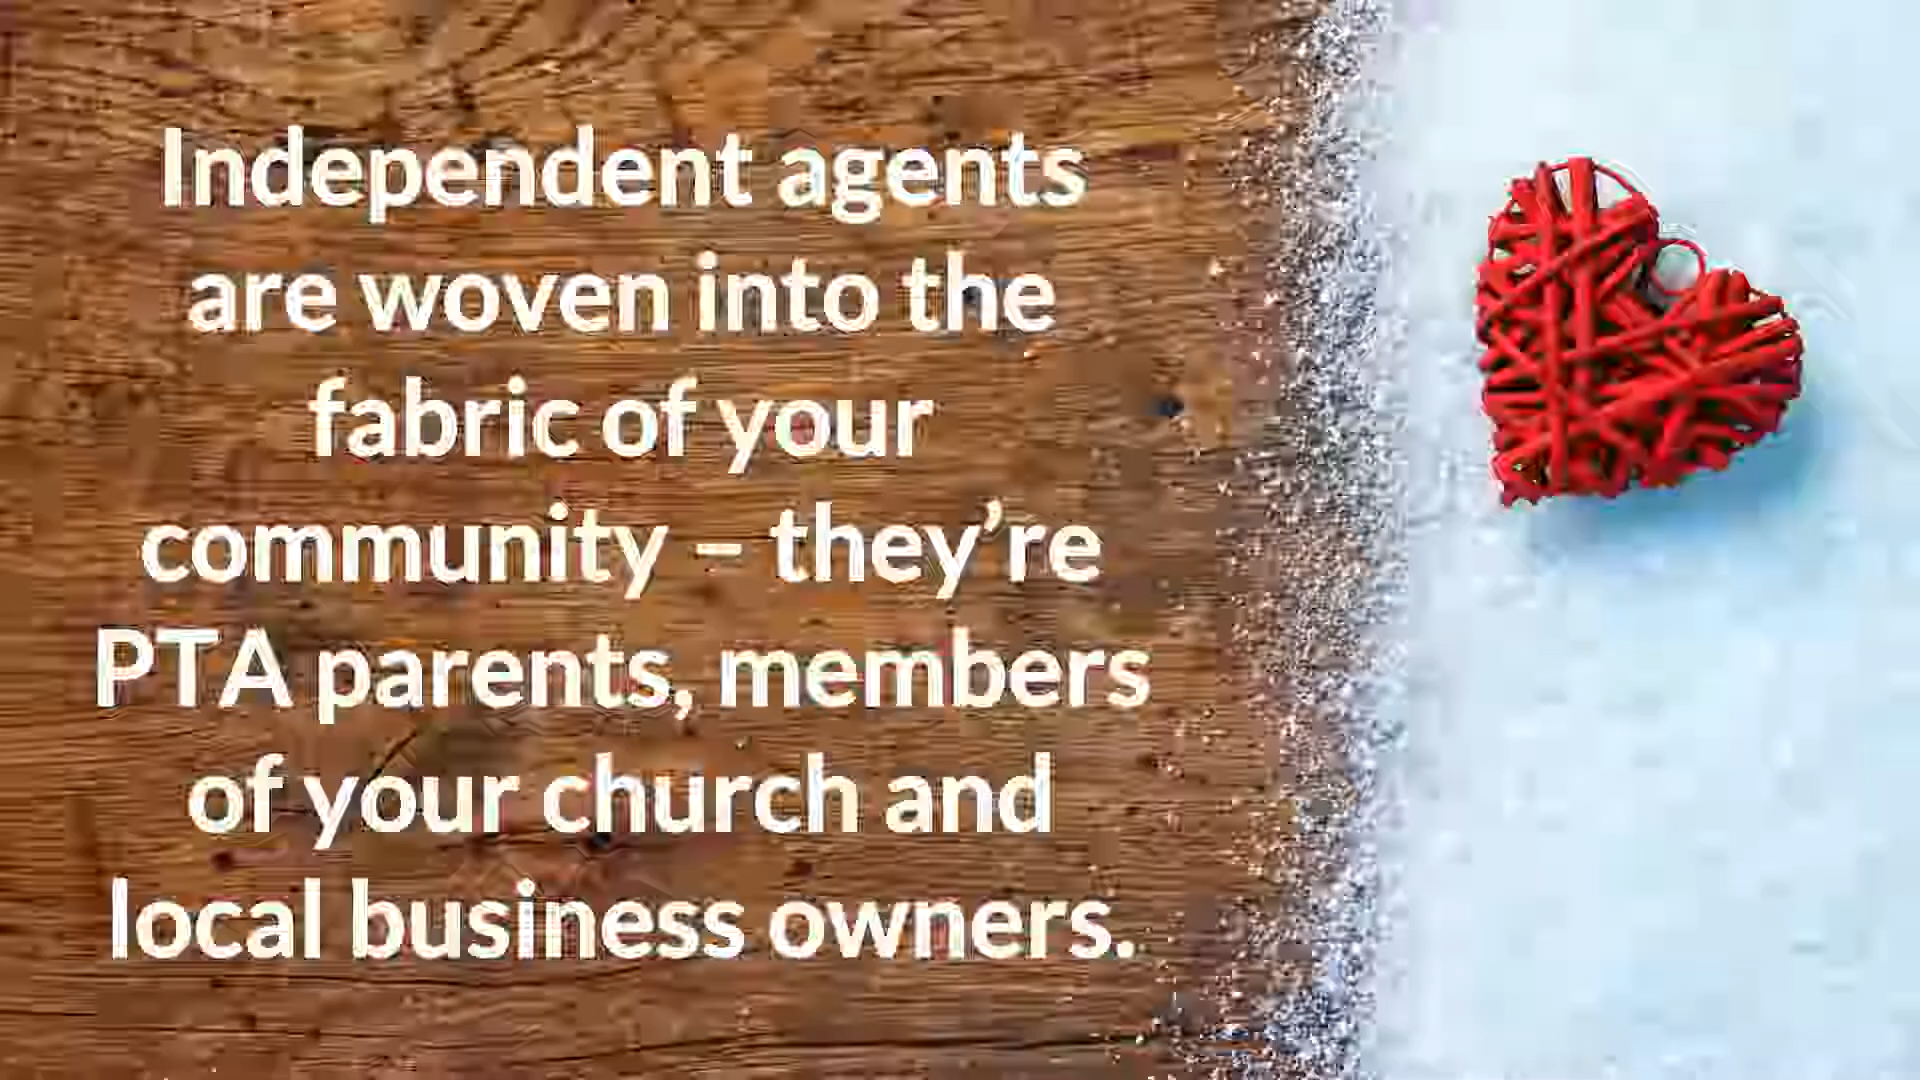 Independent agents
are woven into the
fabric of your
community – they’re
PTA parents, members
of your church and
local business owners.